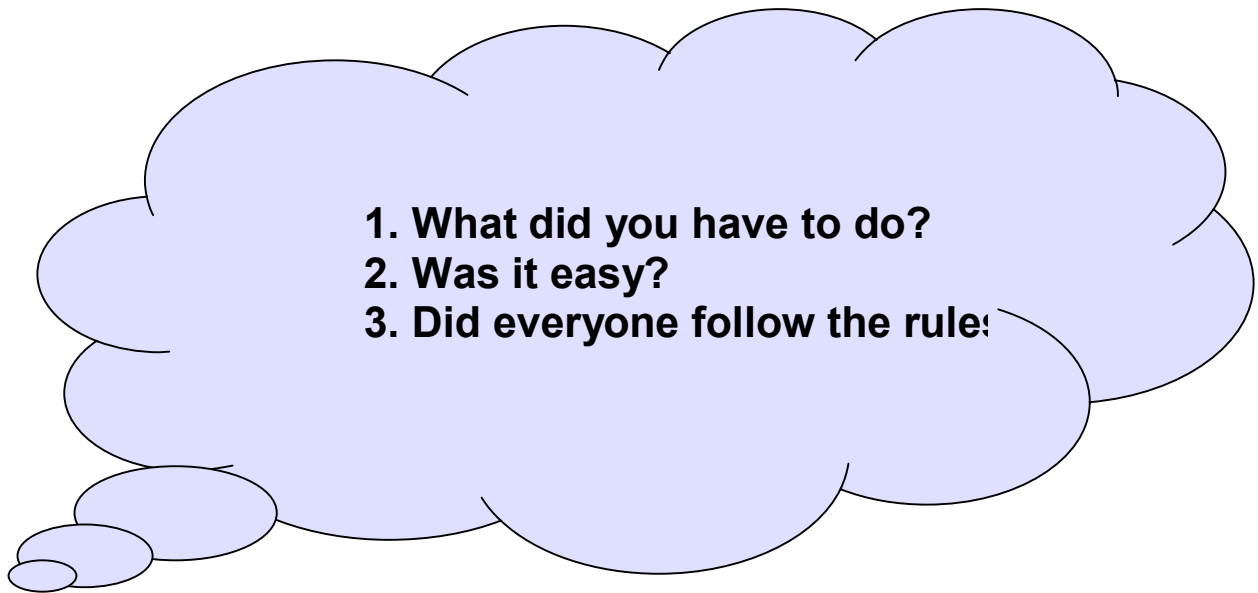 1. What did you have to do?
2. Was it easy?
3. Did everyone follow the rules